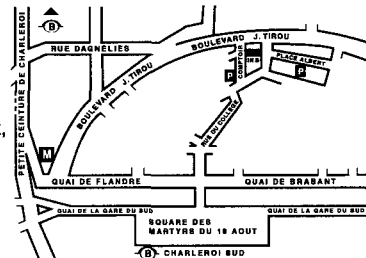 B
RUE DAGNÉLIES
BOULEVARD J. TIROU
PETITE CEINTURE DE CHARLEROI
BOULEVARD J. TIROU
COMPTOIR
PLACE ALBERT
P
P
RUE DU COLLÈGE
M
QUAI DE FLANDRE
QUAI DE BRABANT
QUAI DE LA GARE DU SUD
QUAI DE LA GARE DU SUD
SQUARE DES
MARTYRS DU 18 AOUT
B CHARLEROI SUD